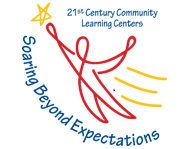 21st Century Community
Learning Centers
Soaring Beyond Expectations